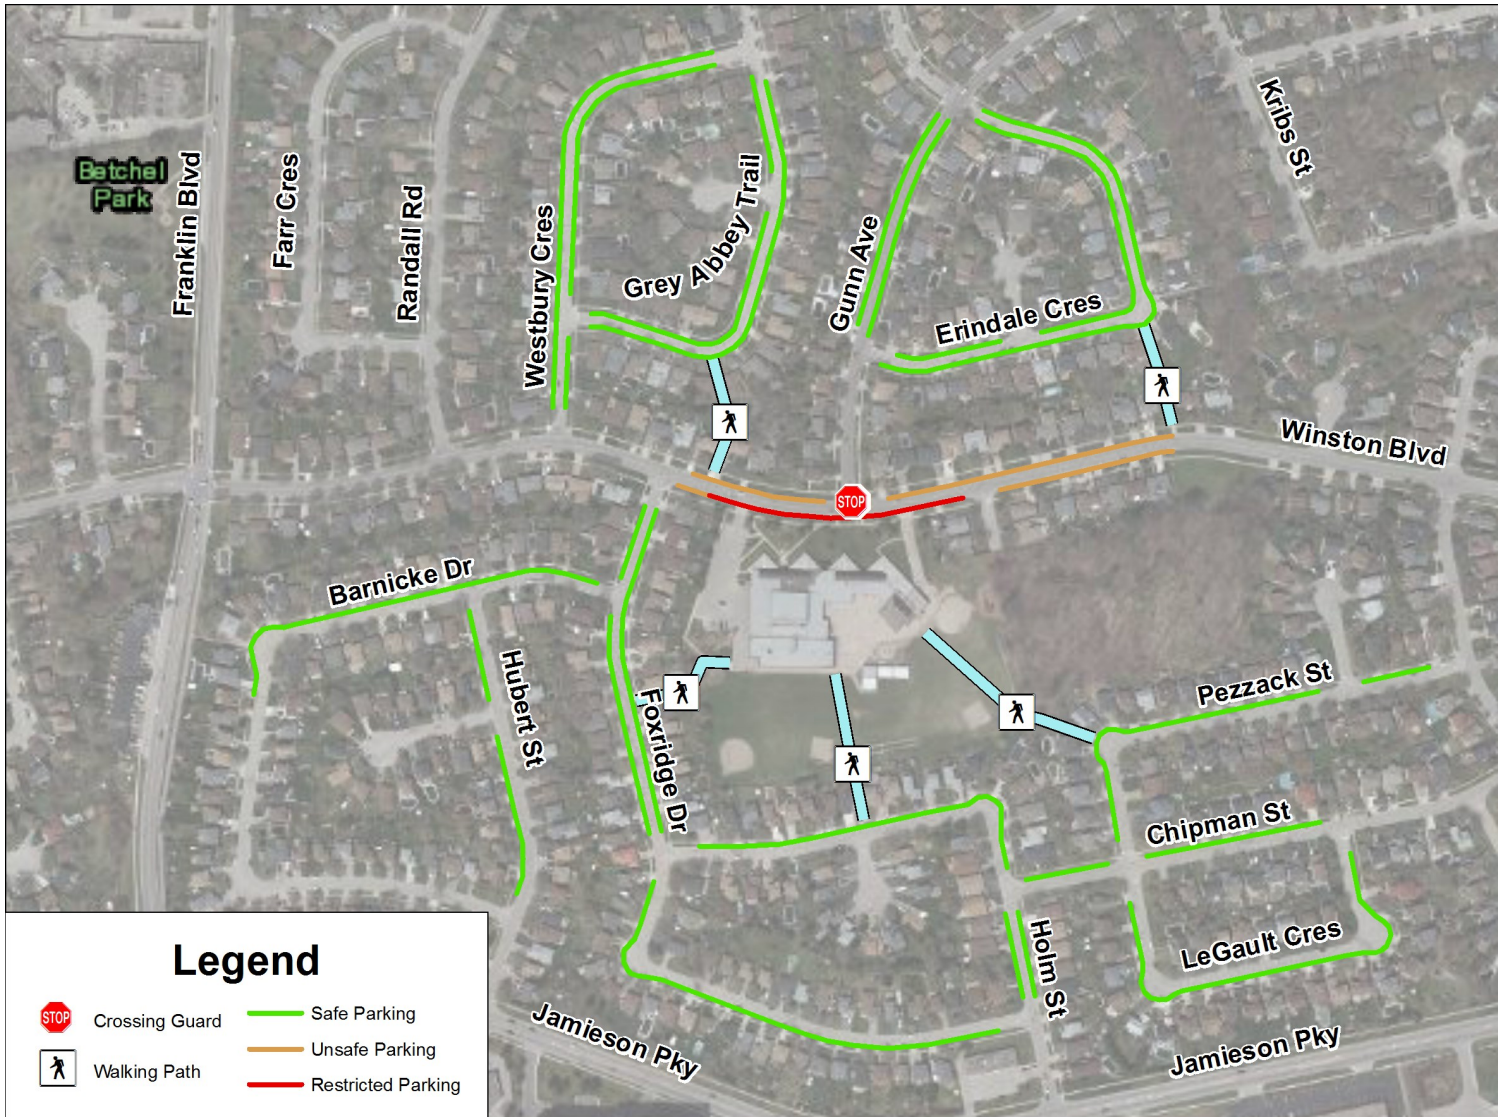 Betchel
Park
Franklin Blvd
Farr Cres
Randall Rd
Westbury Cres
Grey Abbey Trail
Gunn Ave
Erindale Cres
Kribs St
Winston Blvd
STOP
Barnicke Dr
Hubert St
Foxridge Dr
Pezzack St
Chipman St
LeGault Cres
Holm St
Jamieson Pky
Jamieson Pky
Legend
STOP Crossing Guard
Walking Path
Safe Parking
Unsafe Parking
Restricted Parking